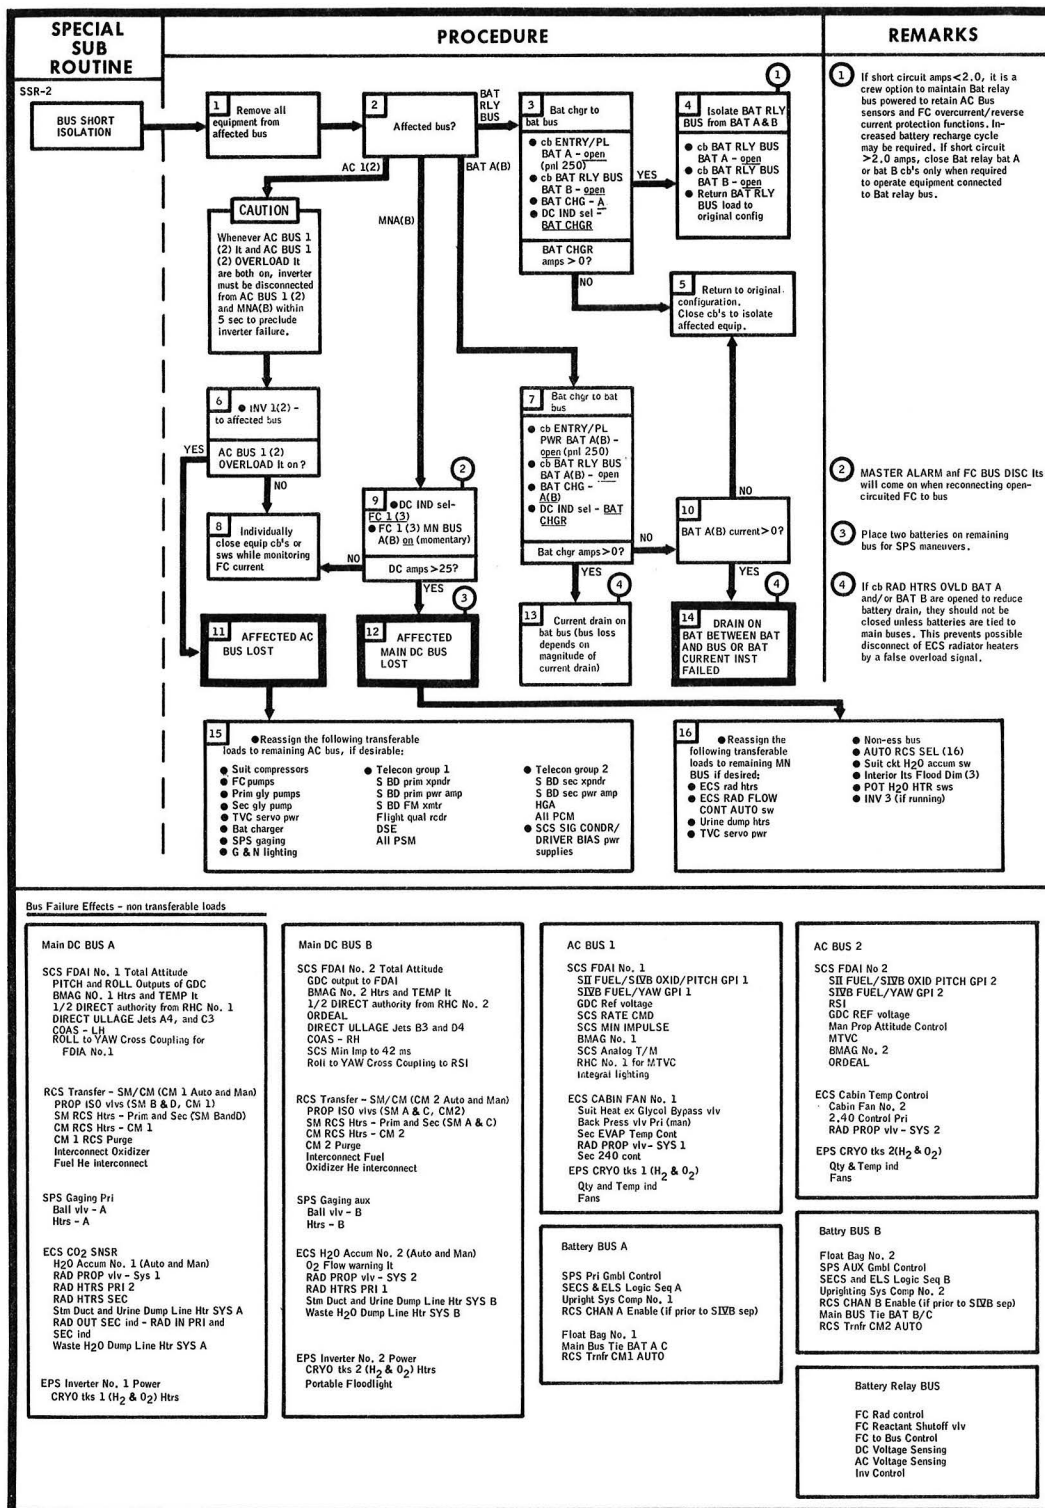 SPECIAL
SUB
ROUTINE
PROCEDURE
REMARKS
SSR-2
BUS SHORT
ISOLATION
1
Remove all
equipment from
affected bus
2
Affected bus?
BAT
RLY
BUS
AC 1(2)
MNA(B)
BAT A(B)
3
Bat chgr to
bat bus
● cb ENTRY/PL
BAT A - open
(pnl 250)
● cb BAT RLY BUS
BAT B - open
● BAT CHG - A
● DC IND sel -
BAT CHGR
BAT CHGR
amps > 0?
YES
NO
1
4
Isolate BAT RLY
BUS from BAT A&B
● cb BAT RLY BUS
BAT A - open
● cb BAT RLY BUS
BAT B - open
● Return BAT RLY
BUS load to
original config
5
Return to original
configuration.
Close cb's to isolate
affected equip.
CAUTION
Whenever AC BUS 1
(2) lt and AC BUS 1
(2) OVERLOAD lt
are both on, inverter
must be disconnected
from AC BUS 1 (2)
and MNA(B) within
5 sec to preclude
inverter failure.
6
● INV 1(2) -
to affected bus
AC BUS 1 (2)
OVERLOAD lt on?
YES
NO
7
Bat chgr to bat
bus
● cb ENTRY/PL
PWR BAT A(B) -
open (pnl 250)
● cb BAT RLY BUS
BAT A(B) - open
● BAT CHG -
A(B)
● DC IND sel - BAT
CHGR
Bat chgr amps > 0?
NO
YES
8
Individually
close equip cb's or
sws while monitoring
FC current
2
9
● DC IND sel-
FC 1 (3)
● FC 1 (3) MN BUS
A(B) on (momentary)
DC amps > 25?
NO
YES
10
BAT A(B) current > 0?
NO
YES
11
AFFECTED AC
BUS LOST
3
12
AFFECTED
MAIN DC BUS
LOST
4
13
Current drain on
bat bus (bus loss
depends on
magnitude of
current drain)
4
14
DRAIN ON
BAT BETWEEN BAT
AND BUS OR BAT
CURRENT INST
FAILED
15
● Reassign the following transferable
loads to remaining AC bus, if desirable:
● Suit compressors
● FC pumps
● Prim gly pumps
● Sec gly pump
● TVC servo pwr
● Bat charger
● SPS gaging
● G & N lighting
● Telecon group 1
S BD prim xpndr
S BD prim pwr amp
S BD FM xmtr
Flight qual rcdr
DSE
All PSM
● Telecon group 2
S BD sec xpndr
S BD sec pwr amp
HGA
All PCM
● SCS SIG CONDR/
DRIVER BIAS pwr
supplies
16
● Reassign the
following transferable
loads to remaining MN
BUS if desired:
● ECS rad htrs
● ECS RAD FLOW
CONT AUTO sw
● Urine dump htrs
● TVC servo pwr
● Non-ess bus
● AUTO RCS SEL (16)
● Suit ckt H2O accum sw
● Interior lts Flood Dim (3)
● POT H2O HTR sws
● INV 3 (if running)
1
If short circuit amps < 2.0, it is a
crew option to maintain Bat relay
bus powered to retain AC Bus
sensors and FC overcurrent/reverse
current protection functions. In-
creased battery recharge cycle
may be required. If short circuit
> 2.0 amps, close Bat relay bat A
or bat B cb's only when required
to operate equipment connected
to Bat relay bus.
2
MASTER ALARM anf FC BUS DISC lts
will come on when reconnecting open-
circuited FC to bus
3
Place two batteries on remaining
bus for SPS maneuvers.
4
If cb RAD HTRS OVLD BAT A
and/or BAT B are opened to reduce
battery drain, they should not be
closed unless batteries are tied to
main buses. This prevents possible
disconnect of ECS radiator heaters
by a false overload signal.
Bus Failure Effects - non transferable loads
Main DC BUS A
SCS FDAI No. 1 Total Attitude
PITCH and ROLL Outputs of GDC
BMAG NO. 1 Htrs and TEMP lt
1/2 DIRECT authority from RHC No. 1
DIRECT ULLAGE Jets A4, and C3
COAS - LH
ROLL to YAW Cross Coupling for
FDIA No.1
RCS Transfer - SM/CM (CM 1 Auto and Man)
PROP ISO vlvs (SM B & D, CM 1)
SM RCS Htrs - Prim and Sec (SM BandD)
CM RCS Htrs - CM 1
CM 1 RCS Purge
Interconnect Oxidizer
Fuel He interconnect
SPS Gaging Pri
Ball vlv - A
Htrs - A
ECS CO2 SNSR
H2O Accum No. 1 (Auto and Man)
RAD PROP vlv - Sys 1
RAD HTRS PRI 2
RAD HTRS SEC
Stm Duct and Urine Dump Line Htr SYS A
RAD OUT SEC ind - RAD IN PRI and
SEC ind
Waste H2O Dump Line Htr SYS A
EPS Inverter No. 1 Power
CRYO tks 1 (H2 & O2) Htrs
Main DC BUS B
SCS FDAI No. 2 Total Attitude
GDC output to FDAI
BMAG No. 2 Htrs and TEMP lt
1/2 DIRECT authority from RHC No. 2
ORDEAL
DIRECT ULLAGE Jets B3 and D4
COAS - RH
SCS Min Imp to 42 ms
Roll to YAW Cross Coupling to RSI
RCS Transfer - SM/CM (CM 2 Auto and Man)
PROP ISO vlvs (SM A & C, CM2)
SM RCS Htrs - Prim and Sec (SM A & C)
CM RCS Htrs - CM 2
CM 2 Purge
Interconnect Fuel
Oxidizer He interconnect
SPS Gaging aux
Ball vlv - B
Htrs - B
ECS H2O Accum No. 2 (Auto and Man)
O2 Flow warning lt
RAD PROP vlv - SYS 2
RAD HTRS PRI 1
Stm Duct and Urine Dump Line Htr SYS B
Waste H2O Dump Line Htr SYS B
EPS Inverter No. 2 Power
CRYO tks 2 (H2 & O2) Htrs
Portable Floodlight
AC BUS 1
SCS FDAI No. 1
SII FUEL/SIVB OXID/PITCH GPI 1
SIVB FUEL/YAW GPI 1
GDC Ref voltage
SCS RATE CMD
SCS MIN IMPULSE
BMAG No. 1
SCS Analog T/M
RHC No. 1 for MTVC
Integral lighting
ECS CABIN FAN No. 1
Suit Heat ex Glycol Bypass vlv
Back Press vlv Pri (man)
Sec EVAP Temp Cont
RAD PROP vlv- SYS 1
Sec 240 cont
EPS CRYO tks 1 (H2 & O2)
Qty and Temp ind
Fans
AC BUS 2
SCS FDAI No 2
SII FUEL/SIVB OXID PITCH GPI 2
SIVB FUEL/YAW GPI 2
RSI
GDC REF voltage
Man Prop Attitude Control
MTVC
BMAG No. 2
ORDEAL
ECS Cabin Temp Control
Cabin Fan No. 2
2.40 Control Pri
RAD PROP vlv - SYS 2
EPS CRYO tks 2(H2 & O2)
Qty & Temp ind
Fans
Battery BUS A
SPS Pri Gmbl Control
SECS & ELS Logic Seq A
Upright Sys Comp No. 1
RCS CHAN A Enable (if prior to SIVB sep)
Float Bag No. 1
Main Bus Tie BAT A C
RCS Trnfr CM1 AUTO
Battry BUS B
Float Bag No. 2
SPS AUX Gmbl Control
SECS and ELS Logic Seq B
Uprighting Sys Comp No. 2
RCS CHAN B Enable (if prior to SIVB sep)
Main BUS Tie BAT B/C
RCS Trnfr CM2 AUTO
Battery Relay BUS
FC Rad control
FC Reactant Shutoff vlv
FC to Bus Control
DC Voltage Sensing
AC Voltage Sensing
Inv Control